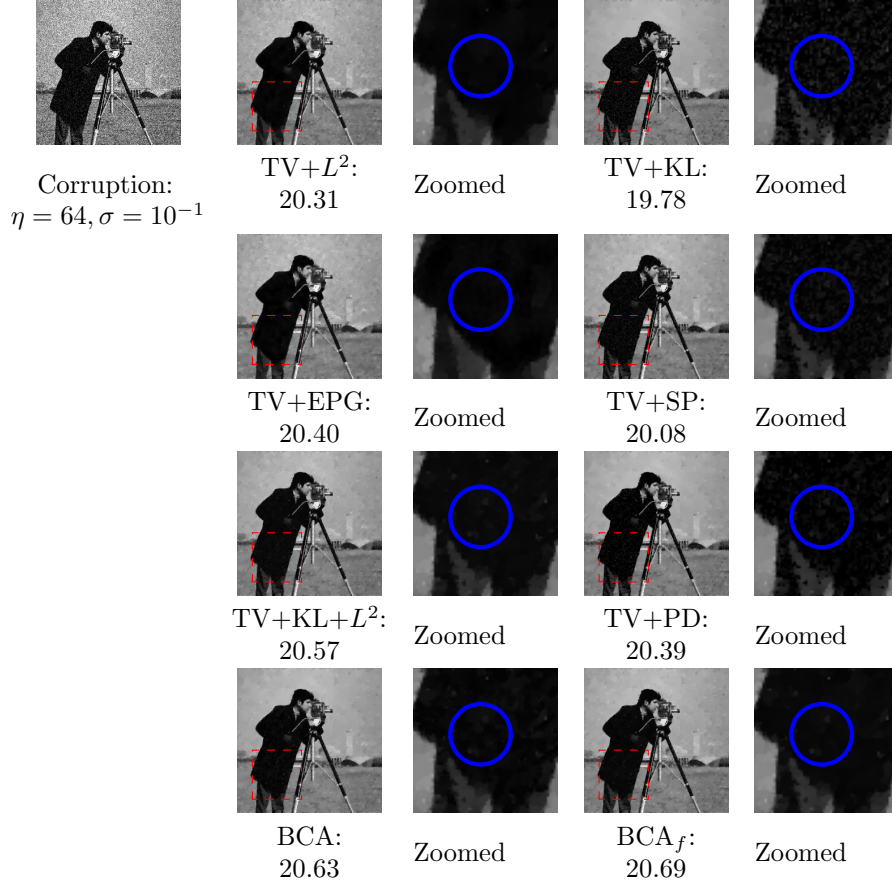 TV+L²:
20.31
Zoomed
TV+KL:
19.78
Zoomed
Corruption:
η = 64, σ = 10⁻¹
TV+EPG:
20.40
Zoomed
TV+SP:
20.08
Zoomed
TV+KL+L²:
20.57
Zoomed
TV+PD:
20.39
Zoomed
BCA:
20.63
Zoomed
BCA_f:
20.69
Zoomed